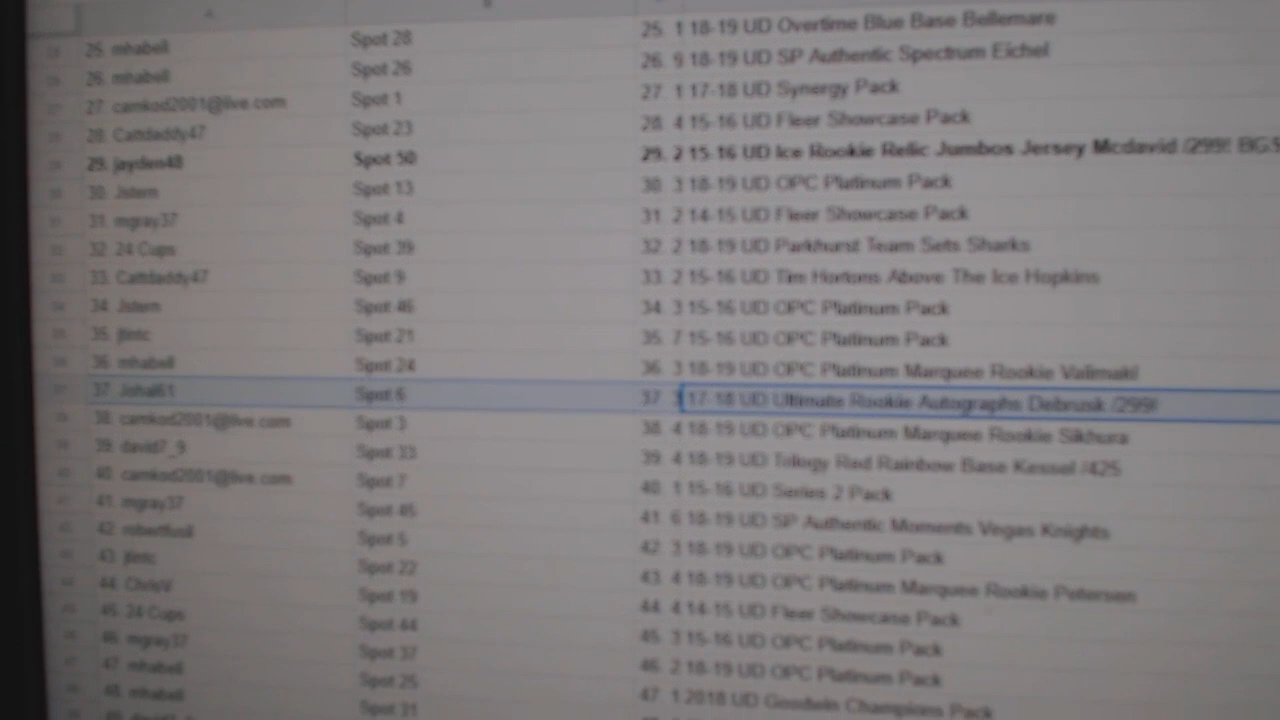 25. mhabell Spot 28 25. 1 18-19 UD Overtime Blue Base Bellemare
26. mhabell Spot 26 26. 9 18-19 UD SP Authentic Spectrum Eichel
27. camkod2001@live.com Spot 1 27. 1 17-18 UD Synergy Pack
28. Cattdaddy47 Spot 23 28. 4 15-16 UD Fleer Showcase Pack
29. jayden48 Spot 50 29. 2 15-16 UD Ice Rookie Relic Jumbos Jersey Mcdavid /299!
30. Jstern Spot 13 30. 3 18-19 UD OPC Platinum Pack
31. mgray37 Spot 4 31. 2 14-15 UD Fleer Showcase Pack
32. 24 Cups Spot 39 32. 2 18-19 UD Parkhurst Team Sets Sharks
33. Cattdaddy47 Spot 9 33. 2 15-16 UD Tim Hortons Above The Ice Hopkins
34. Jstern Spot 46 34. 3 15-16 UD OPC Platinum Pack
35. Spot 21 35. 7 15-16 UD OPC Platinum Pack
36. mhabell Spot 24 36. 3 18-19 UD OPC Platinum Marquee Rookie Valimaki
37. Johal61 Spot 6 37. 3 17-18 UD Ultimate Rookie Autographs Debrusk /299!
38. camkod2001@live.com Spot 3 38. 4 18-19 UD OPC Platinum Marquee Rookie Sikhura
39. david7_9 Spot 33 39. 4 18-19 UD Trilogy Red Rainbow Base Kessel /425
40. camkod2001@live.com Spot 7 40. 1 15-16 UD Series 2 Pack
41. mgray37 Spot 45 41. 6 18-19 UD SP Authentic Moments Vegas Knights
42. Spot 5 42. 3 18-19 UD OPC Platinum Pack
43. Spot 22 43. 4 18-19 UD OPC Platinum Marquee Rookie Petersen
44. ChrisV Spot 19 44. 4 14-15 UD Fleer Showcase Pack
45. 24 Cups Spot 44 45. 3 15-16 UD OPC Platinum Pack
46. mgray37 Spot 37 46. 2 18-19 UD OPC Platinum Pack
47. mhabell Spot 25 47. 1 2018 UD Goodwin Champions Pack
48. mhabell Spot 31